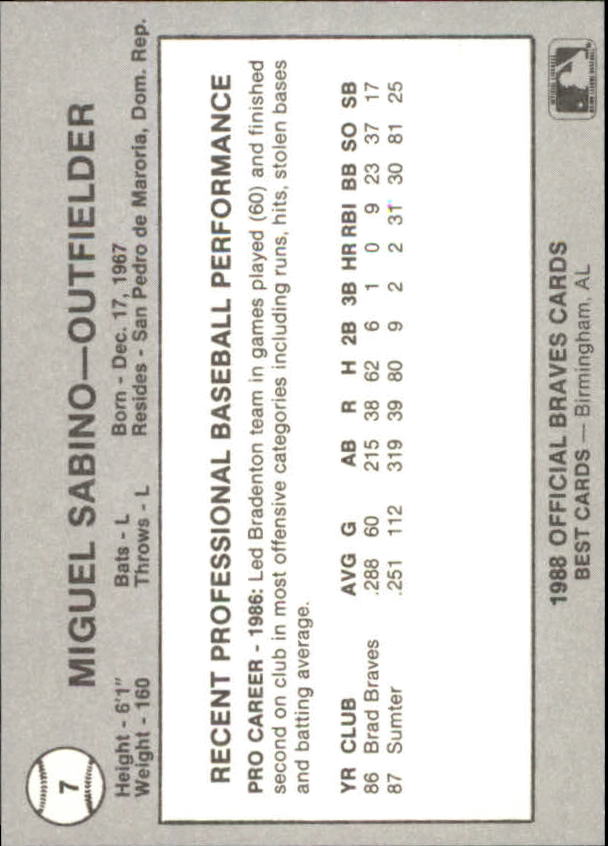 7
MIGUEL SABINO—OUTFIELDER
Height - 6'1" Bats - L Born - Dec. 17, 1967
Weight - 160 Throws - L Resides - San Pedro de Maroria, Dom. Rep.
RECENT PROFESSIONAL BASEBALL PERFORMANCE
PRO CAREER - 1986: Led Bradenton team in games played (60) and finished
second on club in most offensive categories including runs, hits, stolen bases
and batting average.
YR CLUB AVG G AB R H 2B 3B HR RBI BB SO SB
86 Brad Braves .288 60 215 38 62 6 1 0 9 23 37 17
87 Sumter .251 112 319 39 80 9 2 2 31 30 81 25
1988 OFFICIAL BRAVES CARDS
BEST CARDS — Birmingham, AL